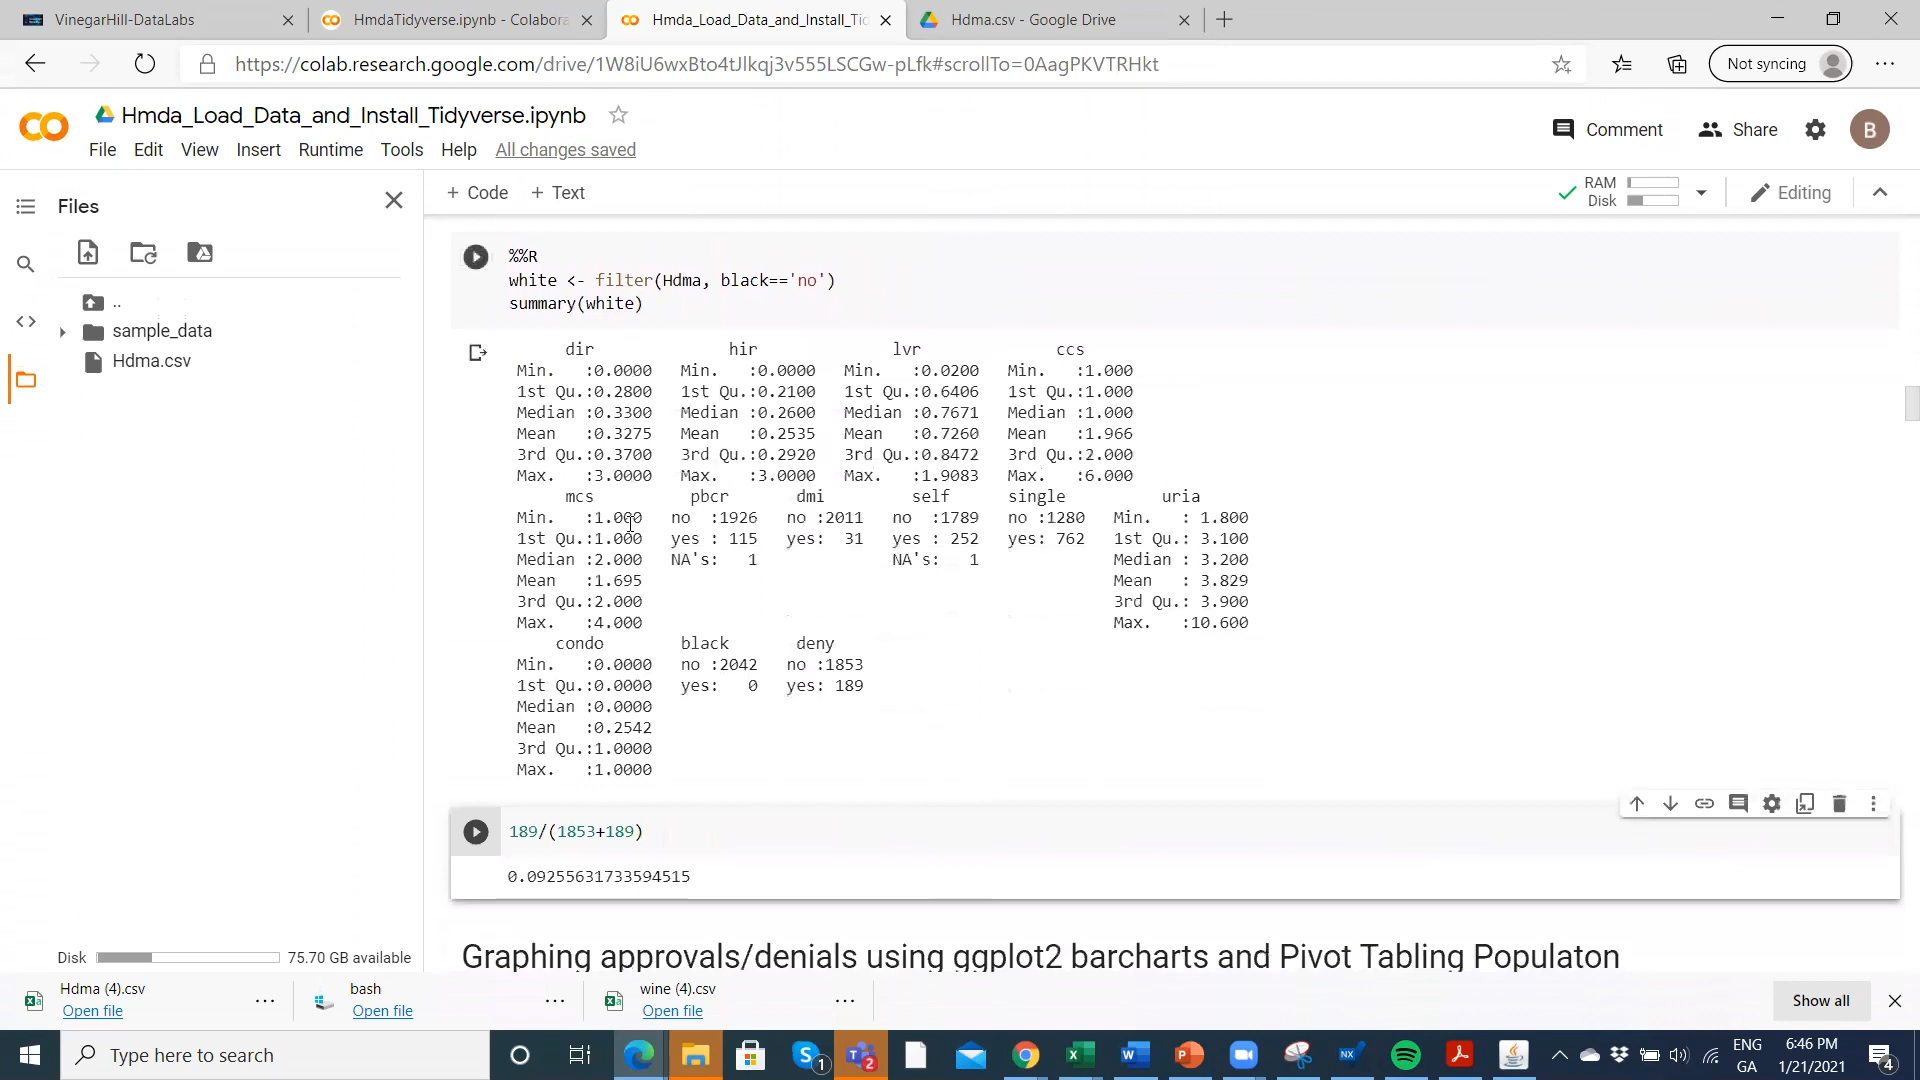 VinegarHill-DataLabs
HmdaTidyverse.ipynb - Colabora
Hmda_Load_Data_and_Install_Tid
Hdma.csv - Google Drive
https://colab.research.google.com/drive/1W8iU6wxBto4tJlkqj3v555LSCGw-pLfk#scrollTo=0AagPKVTRHkt
Not syncing
Hmda_Load_Data_and_Install_Tidyverse.ipynb
Comment
Share
B
File Edit View Insert Runtime Tools Help All changes saved
Files
+ Code + Text
RAM
Disk
Editing
..
sample_data
Hdma.csv
%%R
white <- filter(Hdma, black=='no')
summary(white)
dir hir lvr ccs
Min. :0.0000 Min. :0.0000 Min. :0.0200 Min. :1.000
1st Qu.:0.2800 1st Qu.:0.2100 1st Qu.:0.6406 1st Qu.:1.000
Median :0.3300 Median :0.2600 Median :0.7671 Median :1.000
Mean :0.3275 Mean :0.2535 Mean :0.7260 Mean :1.966
3rd Qu.:0.3700 3rd Qu.:0.2920 3rd Qu.:0.8472 3rd Qu.:2.000
Max. :3.0000 Max. :3.0000 Max. :1.9083 Max. :6.000
mcs pbcr dmi self single uria
Min. :1.000 no :1926 no :2011 no :1789 no :1280 Min. : 1.800
1st Qu.:1.000 yes : 115 yes: 31 yes : 252 yes: 762 1st Qu.: 3.100
Median :2.000 NA's: 1 NA's: 1 Median : 3.200
Mean :1.695 Mean : 3.829
3rd Qu.:2.000 3rd Qu.: 3.900
Max. :4.000 Max. :10.600
condo black deny
Min. :0.0000 no :2042 no :1853
1st Qu.:0.0000 yes: 0 yes: 189
Median :0.0000
Mean :0.2542
3rd Qu.:1.0000
Max. :1.0000
189/(1853+189)
0.09255631733594515
Graphing approvals/denials using ggplot2 barcharts and Pivot Tabling Populaton
Disk 75.70 GB available
Hdma (4).csv
Open file
bash
Open file
wine (4).csv
Open file
Show all
Type here to search
1
2
NX
ENG
GA
6:46 PM
1/21/2021
4